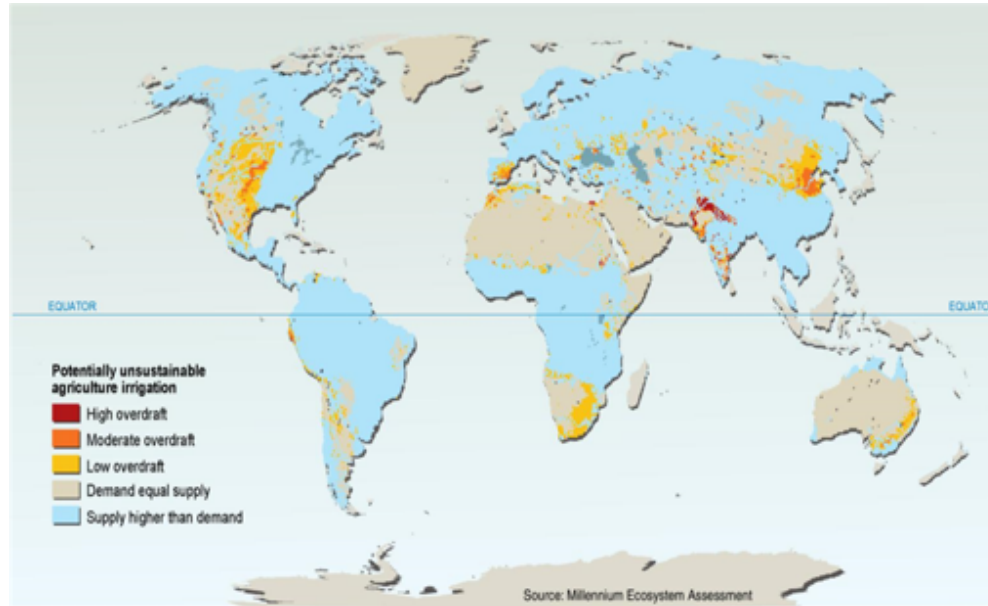 EQUATOR
EQUATO
Potentially unsustainable
agriculture irrigation
High overdraft
Moderate overdraft
Low overdraft
Demand equal supply
Supply higher than demand
Source: Millennium Ecosystem Assessment